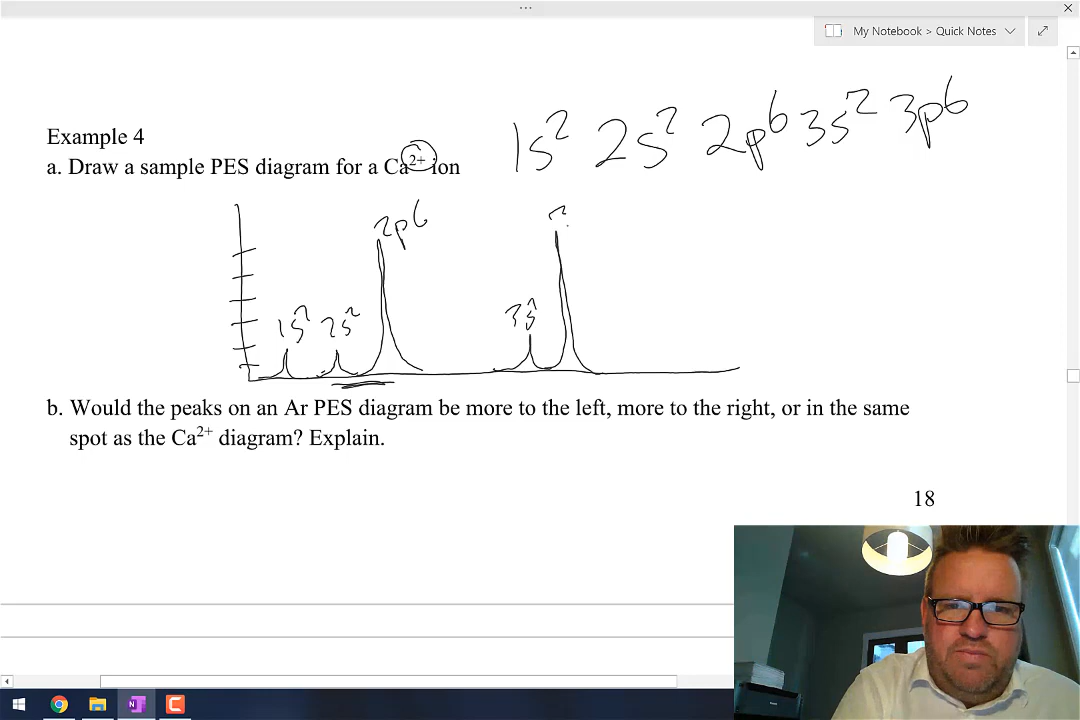 My Notebook > Quick Notes
1s² 2s² 2p⁶ 3s² 3p⁶
Example 4
a. Draw a sample PES diagram for a Ca²⁺ ion
2p⁶
1s² 2s²
3s²
b. Would the peaks on an Ar PES diagram be more to the left, more to the right, or in the same
spot as the Ca²⁺ diagram? Explain.
18